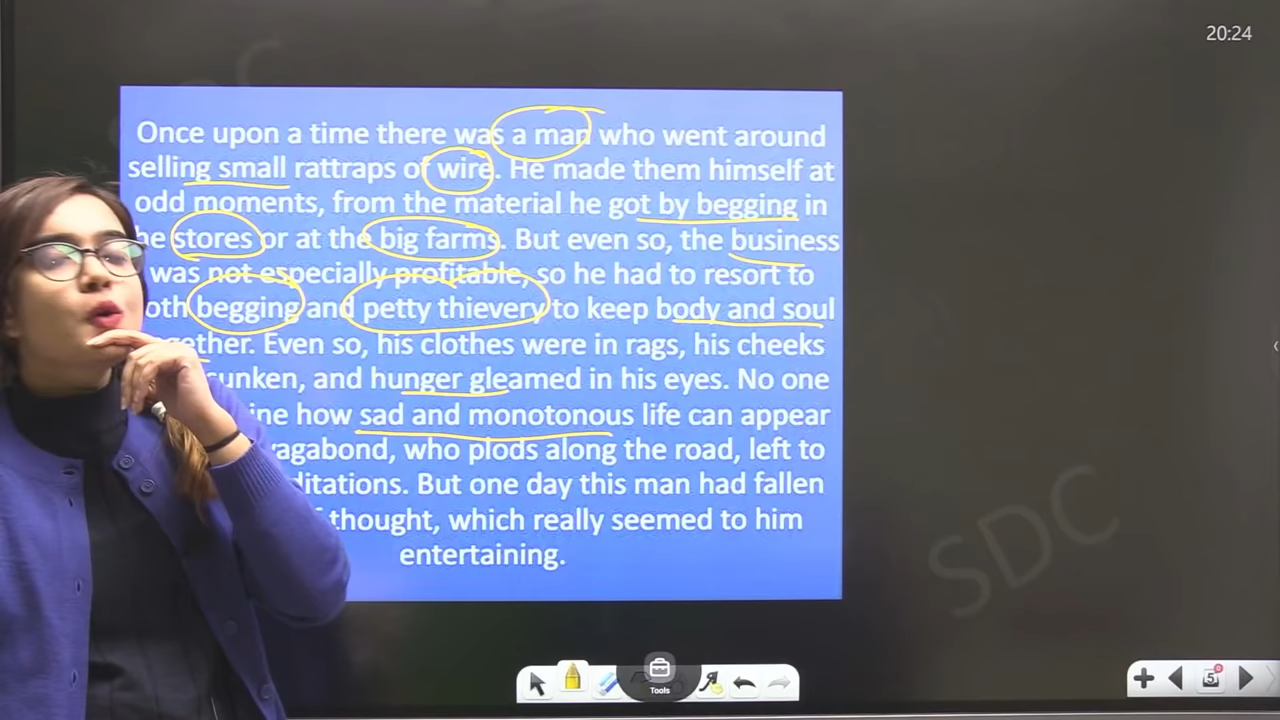 20:24
Once upon a time there was a man who went around
selling small rattraps of wire. He made them himself at
odd moments, from the material he got by begging in
he stores or at the big farms. But even so, the business
was not especially profitable, so he had to resort to
oth begging and petty thievery to keep body and soul
gether. Even so, his clothes were in rags, his cheeks
sunken, and hunger gleamed in his eyes. No one
ine how sad and monotonous life can appear
vagabond, who plods along the road, left to
ditations. But one day this man had fallen
thought, which really seemed to him
entertaining.
SDC
Tools
5